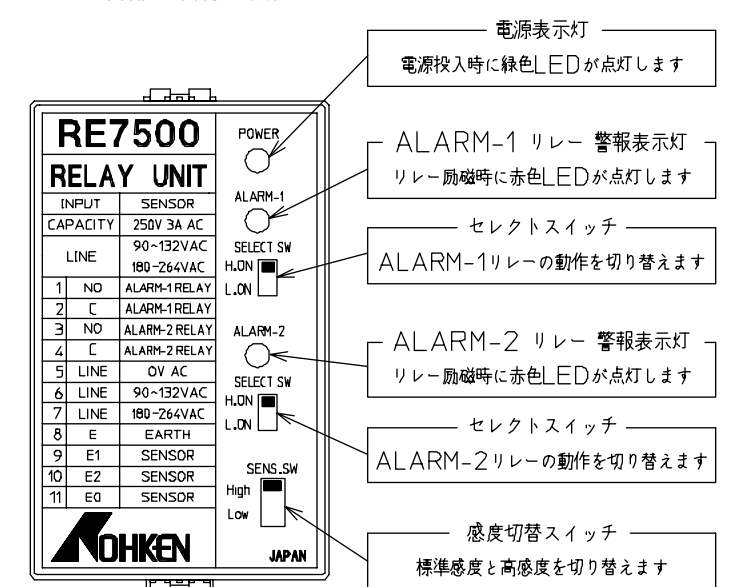 RE7500
RELAY UNIT
INPUT SENSOR
CAPACITY 250V 3A AC
LINE 90~132VAC
180-264VAC
1 NO ALARM-1 RELAY
2 C ALARM-1 RELAY
3 NO ALARM-2 RELAY
4 C ALARM-2 RELAY
5 LINE 0V AC
6 LINE 90~132VAC
7 LINE 180-264VAC
8 E EARTH
9 E1 SENSOR
10 E2 SENSOR
11 E0 SENSOR
NOHKEN
JAPAN
POWER
ALARM-1
SELECT SW
H.ON
L.ON
ALARM-2
SELECT SW
H.ON
L.ON
SENS.SW
High
Low
電源表示灯
電源投入時に緑色LEDが点灯します
ALARM-1 リレー 警報表示灯
リレー励磁時に赤色LEDが点灯します
セレクトスイッチ
ALARM-1リレーの動作を切り替えます
ALARM-2 リレー 警報表示灯
リレー励磁時に赤色LEDが点灯します
セレクトスイッチ
ALARM-2リレーの動作を切り替えます
感度切替スイッチ
標準感度と高感度を切り替えます